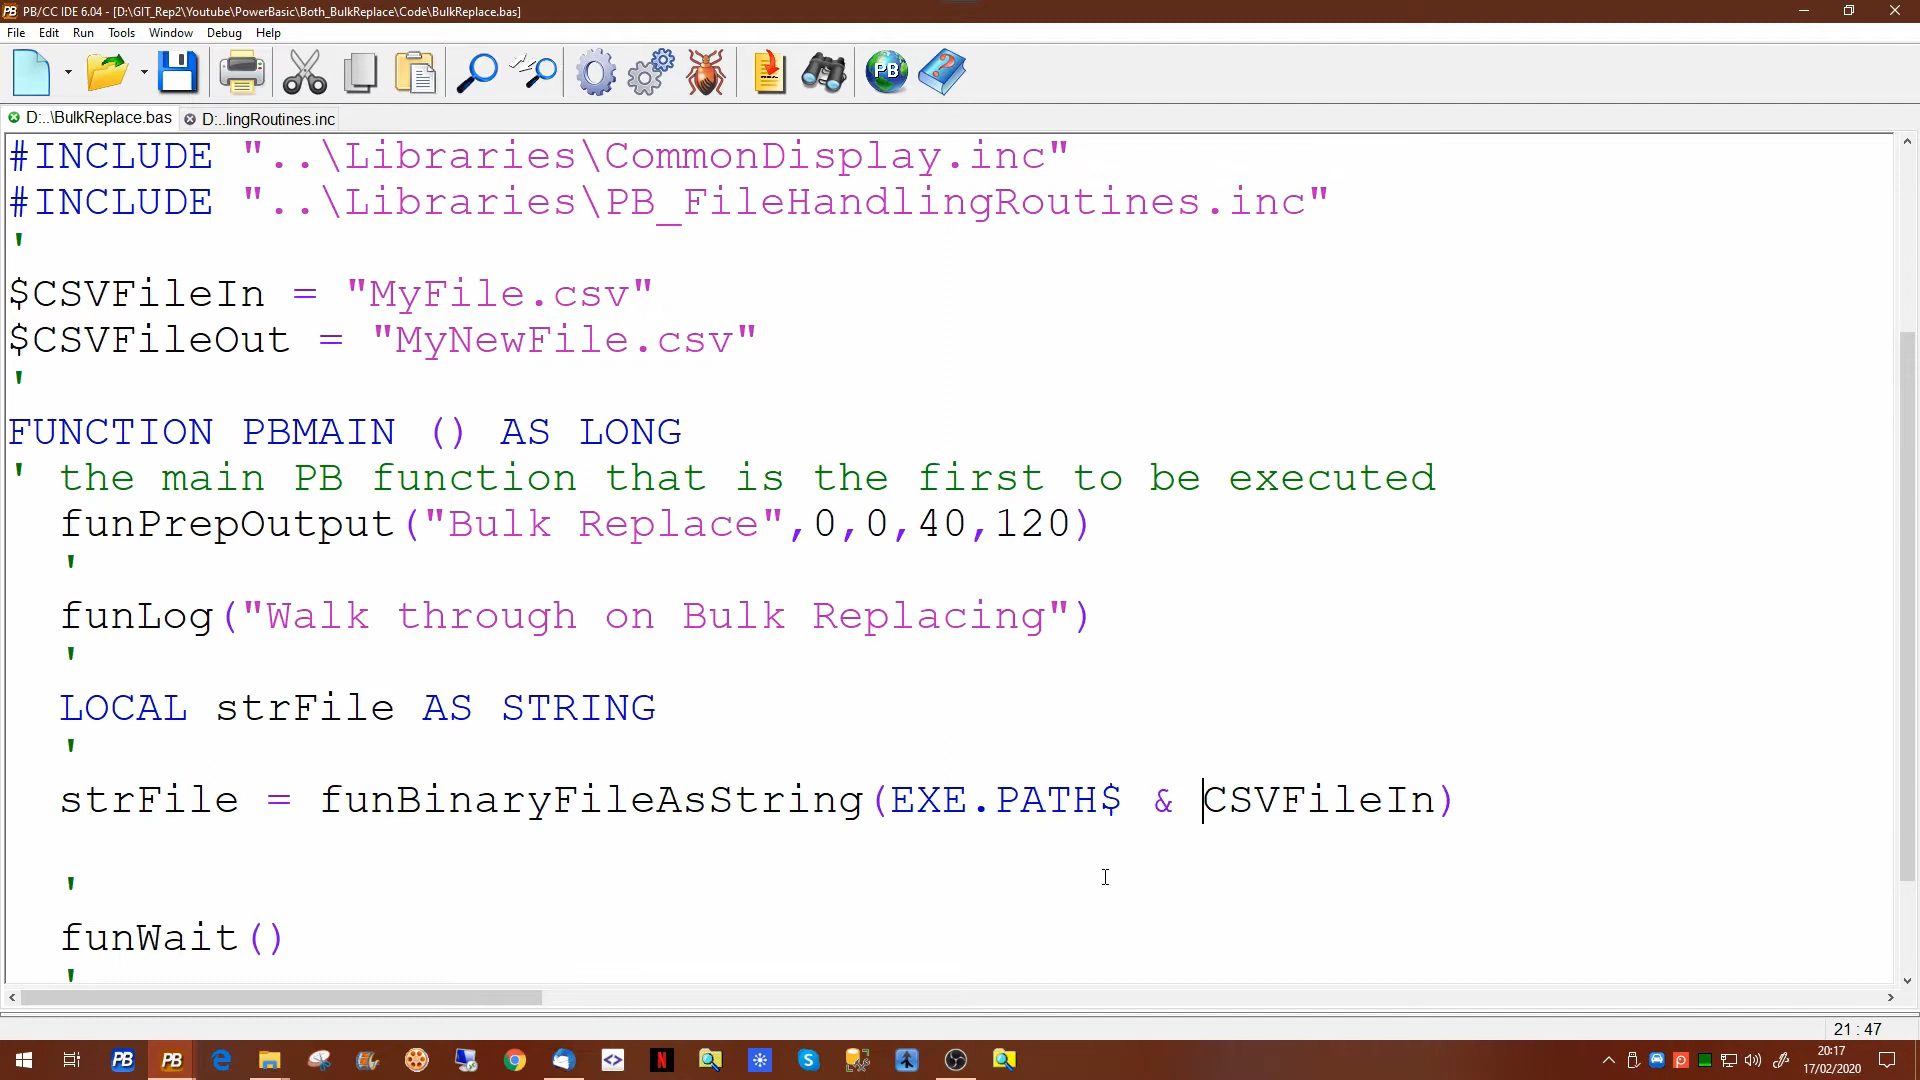 PB/CC IDE 6.04 - [D:\GIT_Rep2\Youtube\PowerBasic\Both_BulkReplace\Code\BulkReplace.bas]
File Edit Run Tools Window Debug Help
PB
D:..\BulkReplace.bas D:..lingRoutines.inc
#INCLUDE "..\Libraries\CommonDisplay.inc"
#INCLUDE "..\Libraries\PB_FileHandlingRoutines.inc"
'
$CSVFileIn = "MyFile.csv"
$CSVFileOut = "MyNewFile.csv"
'
FUNCTION PBMAIN () AS LONG
' the main PB function that is the first to be executed
funPrepOutput("Bulk Replace",0,0,40,120)
'
funLog("Walk through on Bulk Replacing")
'
LOCAL strFile AS STRING
'
strFile = funBinaryFileAsString(EXE.PATH$ & CSVFileIn)
'
funWait()
'
21 : 47
PB PB
20:17
17/02/2020